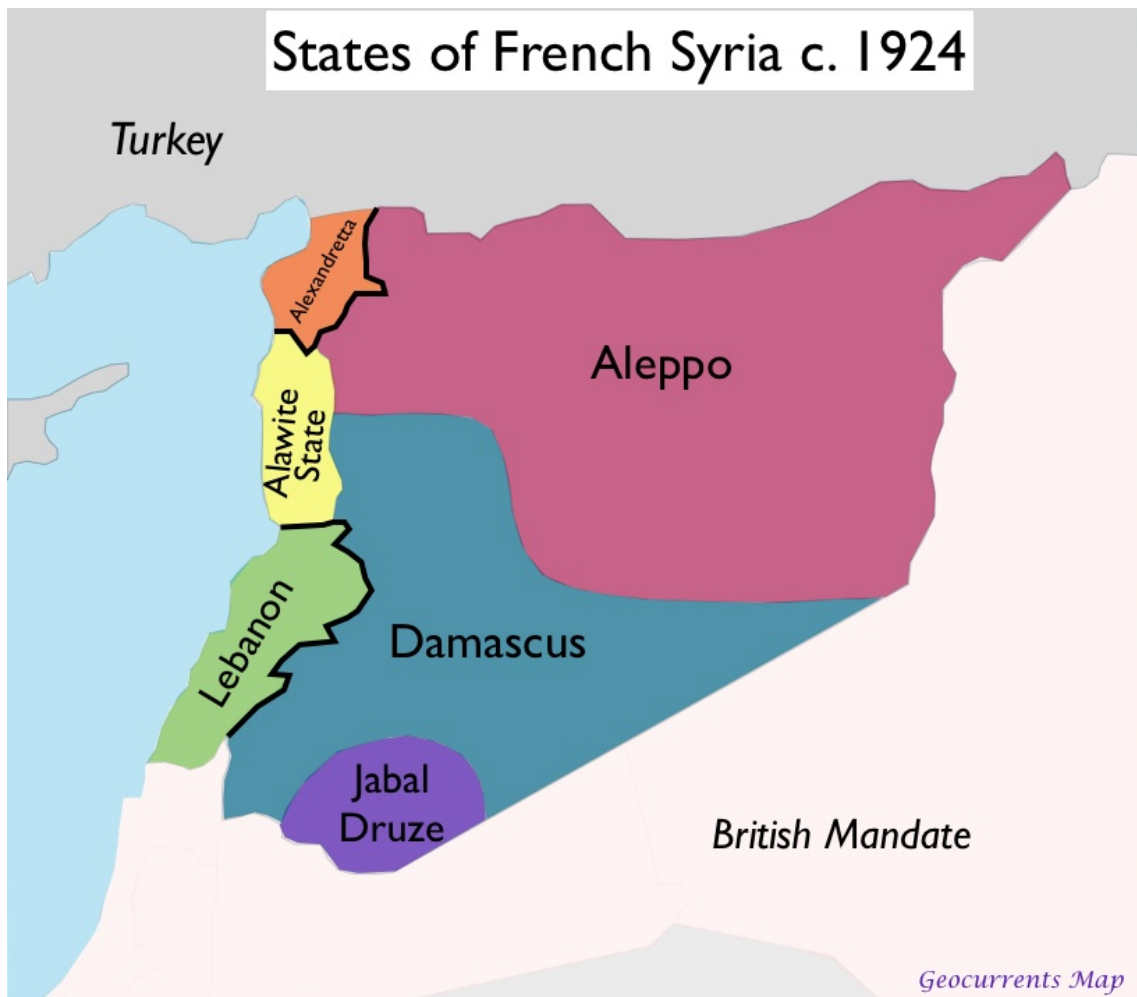 States of French Syria c. 1924
Turkey
Alexandretta
Aleppo
Alawite
State
Lebanon
Damascus
Jabal
Druze
British Mandate
Geocurrents Map